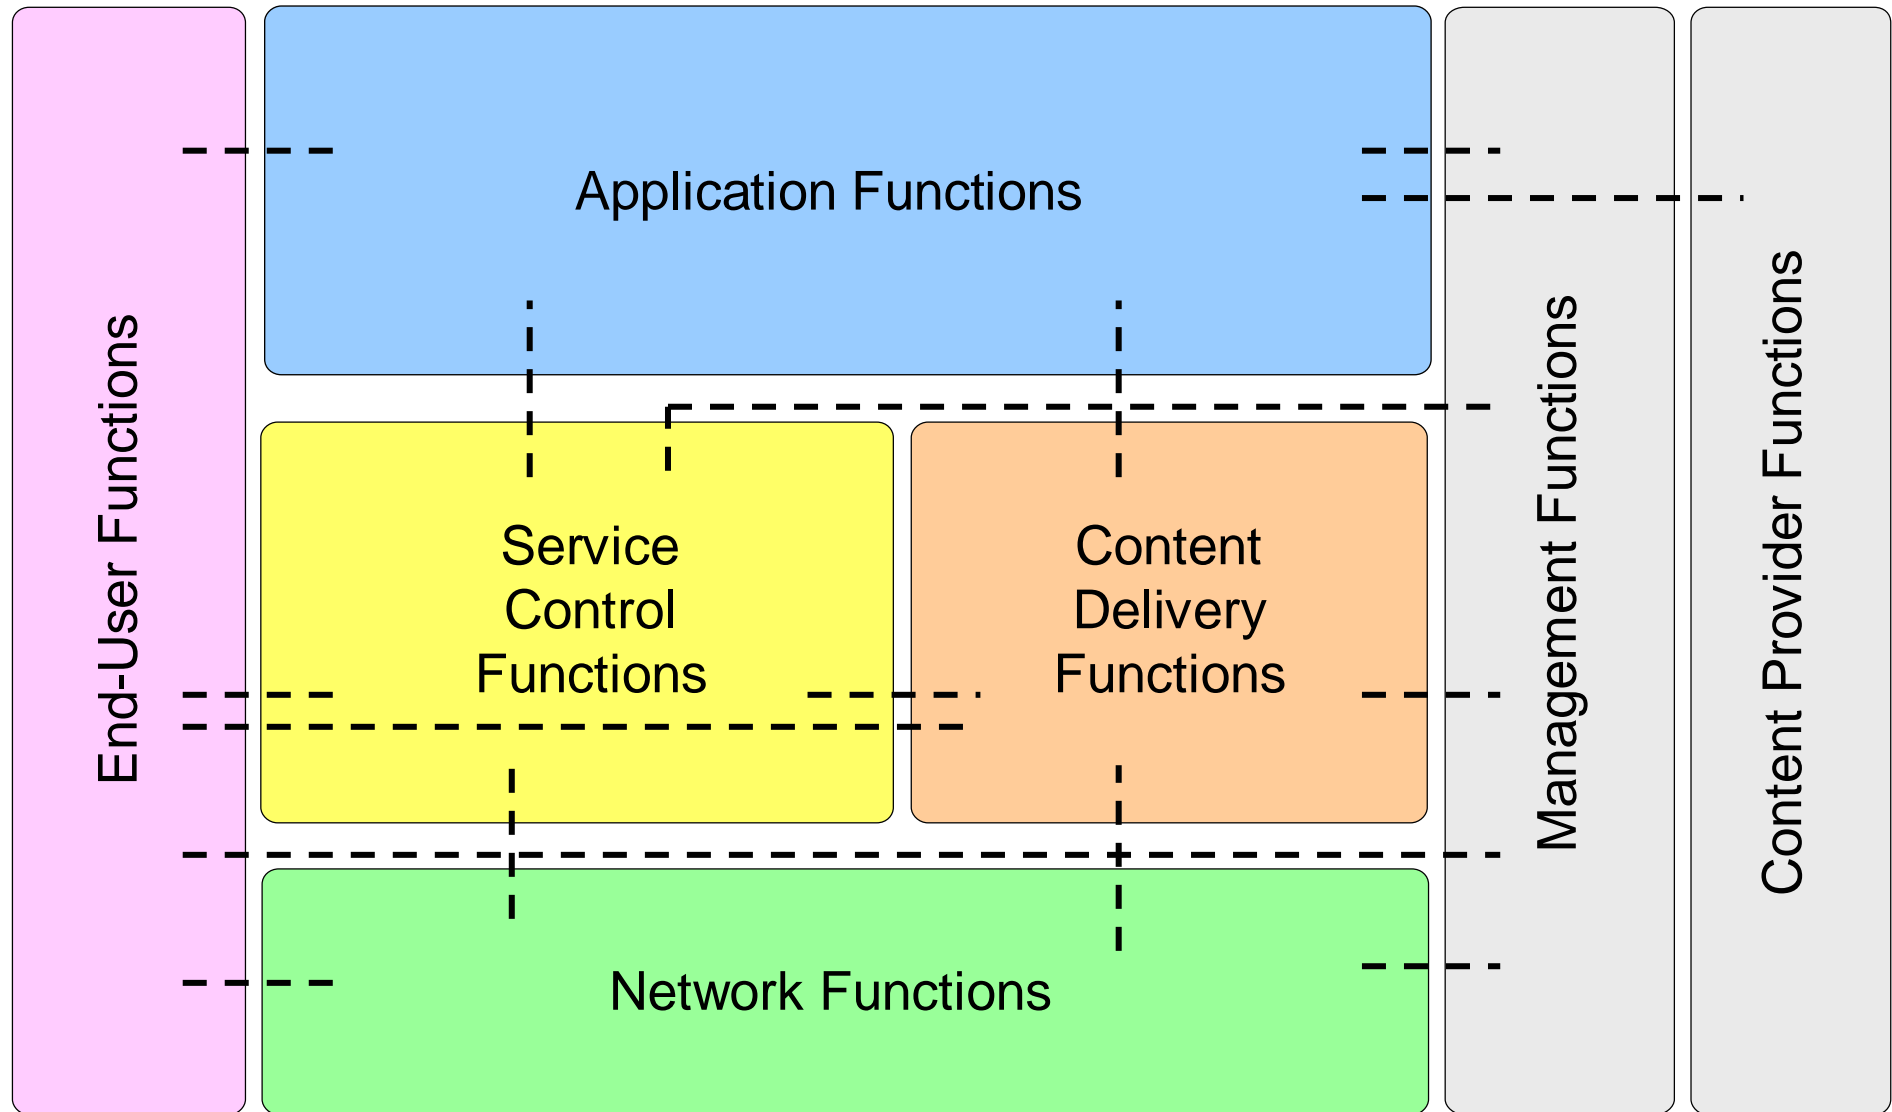 Application Functions
End-User Functions
Service
Control
Functions
Content
Delivery
Functions
Management Functions
Content Provider Functions
Network Functions